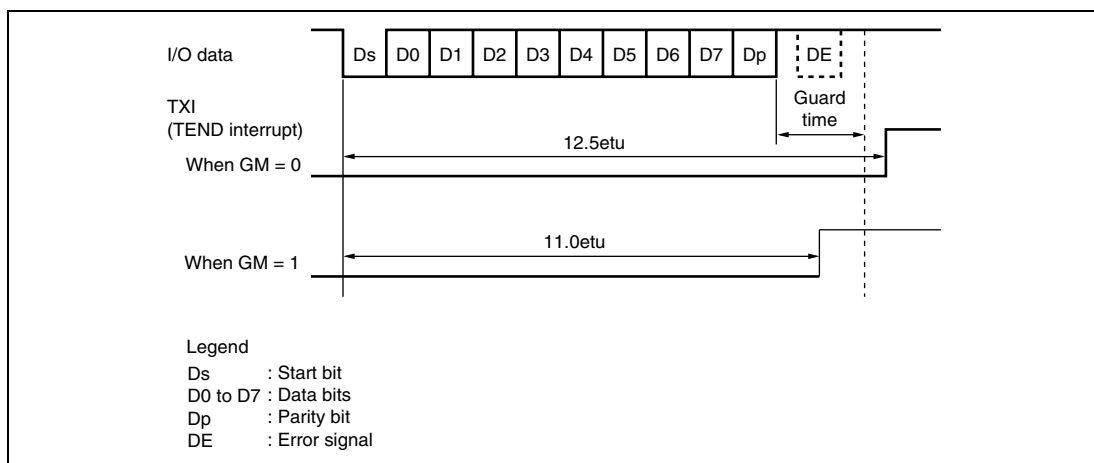 I/O data
Ds D0 D1 D2 D3 D4 D5 D6 D7 Dp DE
Guard
time
TXI
(TEND interrupt)
12.5etu
When GM = 0
11.0etu
When GM = 1
Legend
Ds : Start bit
D0 to D7 : Data bits
Dp : Parity bit
DE : Error signal